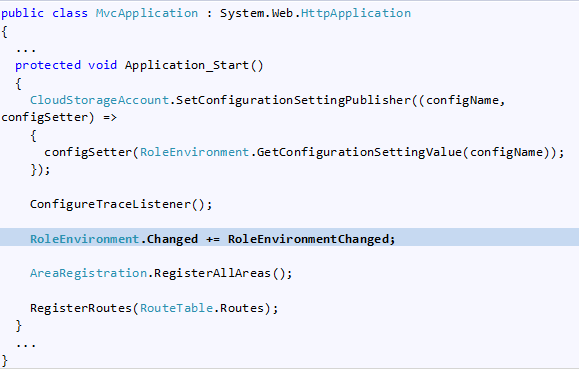 public class MvcApplication : System.Web.HttpApplication
{
  ...
  protected void Application_Start()
  {
    CloudStorageAccount.SetConfigurationSettingPublisher((configName,
configSetter) =>
    {
      configSetter(RoleEnvironment.GetConfigurationSettingValue(configName));
    });

    ConfigureTraceListener();

    RoleEnvironment.Changed += RoleEnvironmentChanged;

    AreaRegistration.RegisterAllAreas();

    RegisterRoutes(RouteTable.Routes);
  }
  ...
}